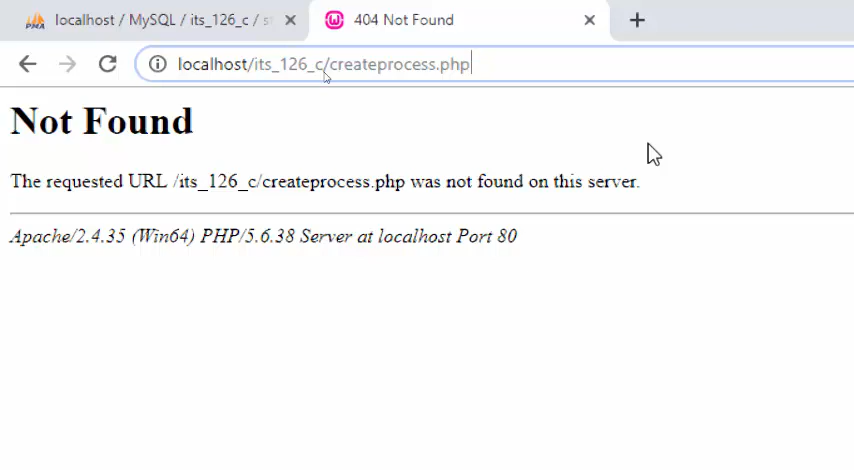 PMA
localhost / MySQL / its_126_c / st
404 Not Found
localhost/its_126_c/createprocess.php
Not Found
The requested URL /its_126_c/createprocess.php was not found on this server.
Apache/2.4.35 (Win64) PHP/5.6.38 Server at localhost Port 80